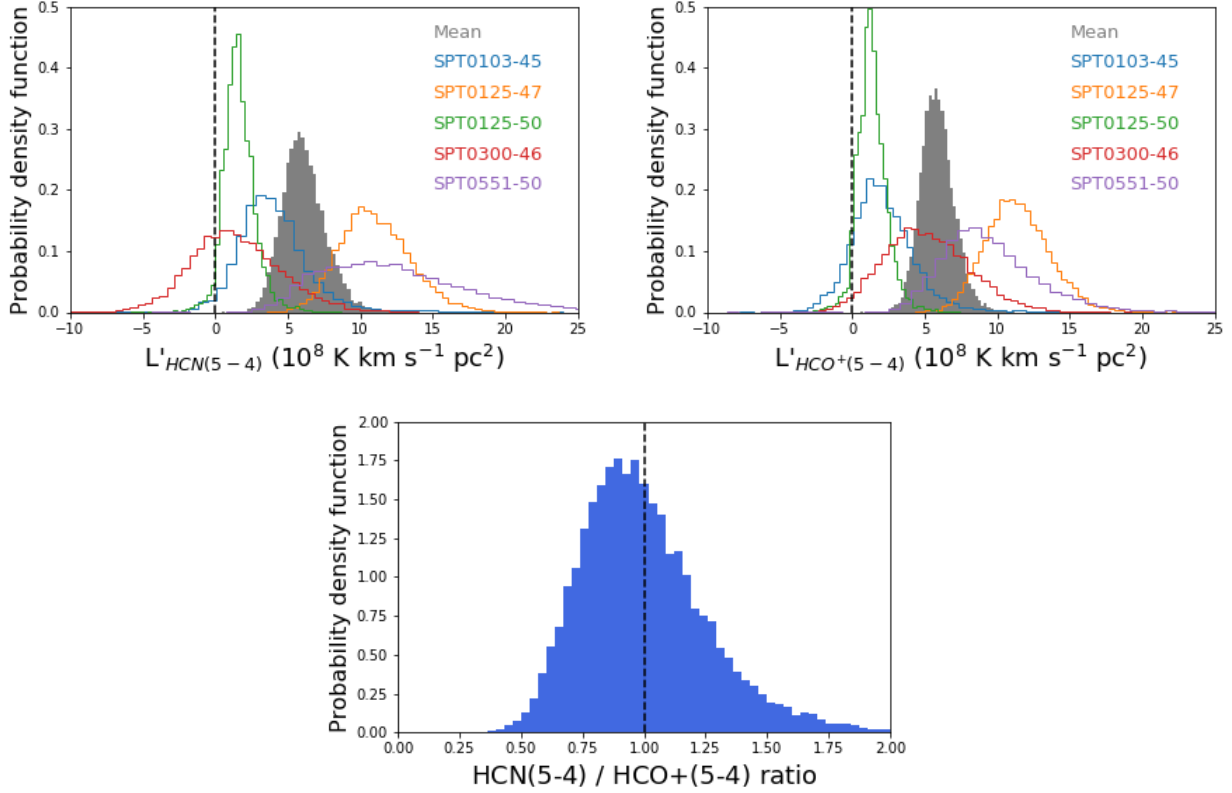 Probability density function
0.5
0.4
0.3
0.2
0.1
0.0
Mean
SPT0103-45
SPT0125-47
SPT0125-50
SPT0300-46
SPT0551-50
−10 −5 0 5 10 15 20 25
L'HCN(5 − 4) (10⁸ K km s⁻¹ pc²)
Probability density function
0.5
0.4
0.3
0.2
0.1
0.0
Mean
SPT0103-45
SPT0125-47
SPT0125-50
SPT0300-46
SPT0551-50
−10 −5 0 5 10 15 20 25
L'HCO⁺(5 − 4) (10⁸ K km s⁻¹ pc²)
Probability density function
2.00
1.75
1.50
1.25
1.00
0.75
0.50
0.25
0.00
0.00 0.25 0.50 0.75 1.00 1.25 1.50 1.75 2.00
HCN(5-4) / HCO+(5-4) ratio